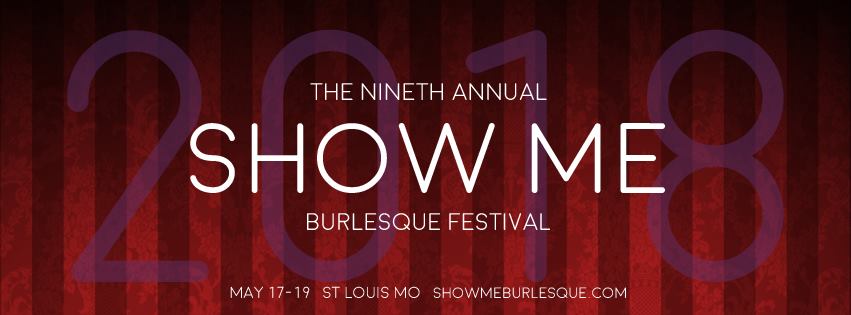 2018
THE NINETH ANNUAL
SHOW ME
BURLESQUE FESTIVAL
MAY 17-19 ST LOUIS MO SHOWMEBURLESQUE.COM